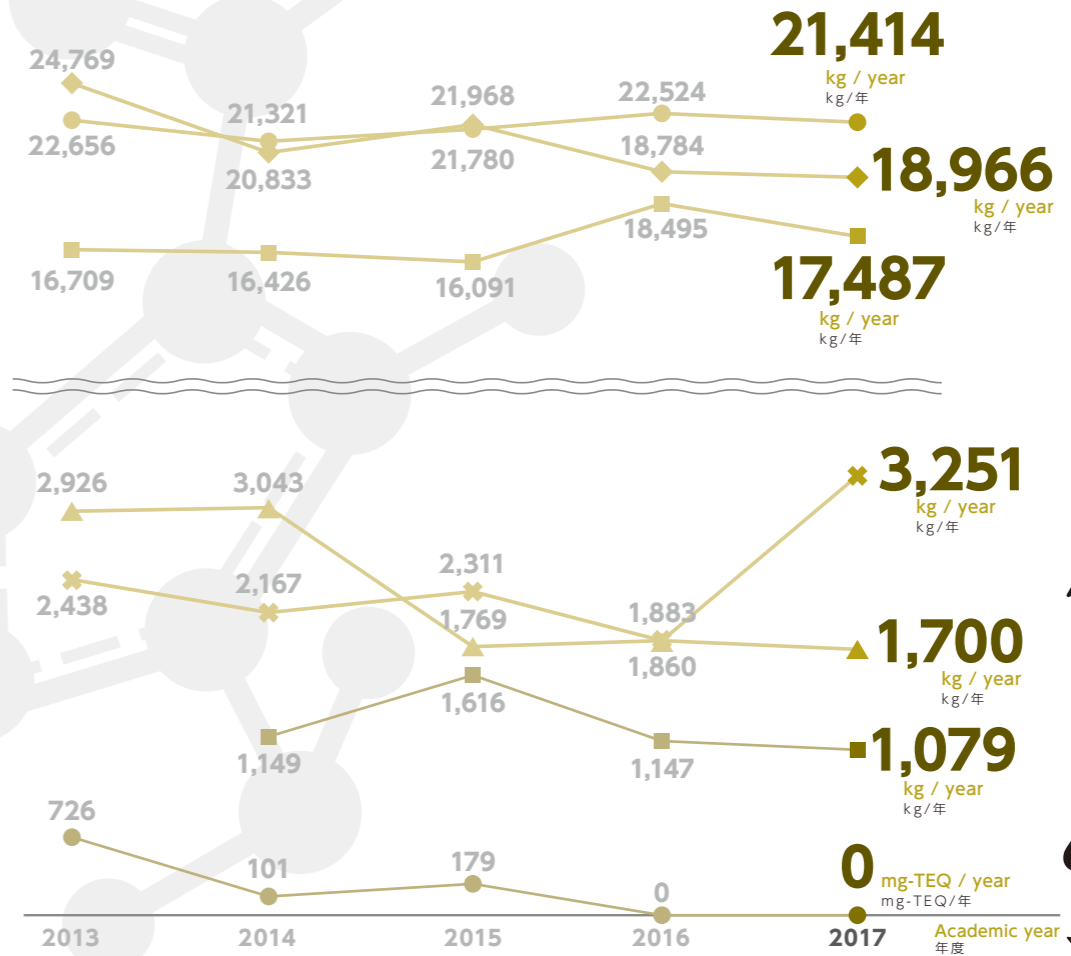 21,414
kg / year
kg/年
24,769
22,656
21,321
20,833
21,968
21,780
22,524
18,784
18,966
kg / year
kg/年
16,709
16,426
16,091
18,495
17,487
kg / year
kg/年
2,926
3,043
2,438
2,167
2,311
1,769
1,883
1,860
3,251
kg / year
kg/年
1,700
kg / year
kg/年
1,149
1,616
1,147
1,079
kg / year
kg/年
726
101
179
0
0
mg-TEQ / year
mg-TEQ/年
2013
2014
2015
2016
2017
Academic year
年度